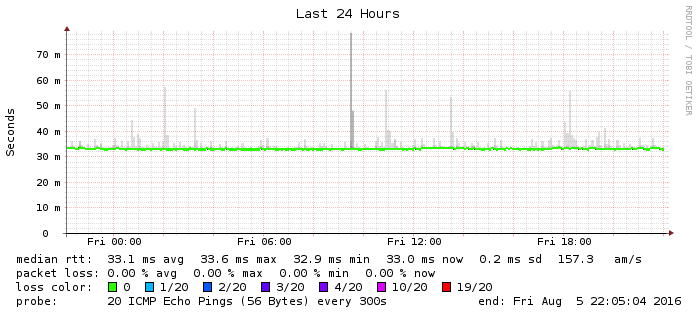 Last 24 Hours
RRDTOOL / TOBI OETIKER
Seconds
70 m
60 m
50 m
40 m
30 m
20 m
10 m
0
Fri 00:00 Fri 06:00 Fri 12:00 Fri 18:00
median rtt: 33.1 ms avg 33.6 ms max 32.9 ms min 33.0 ms now 0.2 ms sd 157.3 am/s
packet loss: 0.00 % avg 0.00 % max 0.00 % min 0.00 % now
loss color: 0 1/20 2/20 3/20 4/20 10/20 19/20
probe: 20 ICMP Echo Pings (56 Bytes) every 300s end: Fri Aug 5 22:05:04 2016